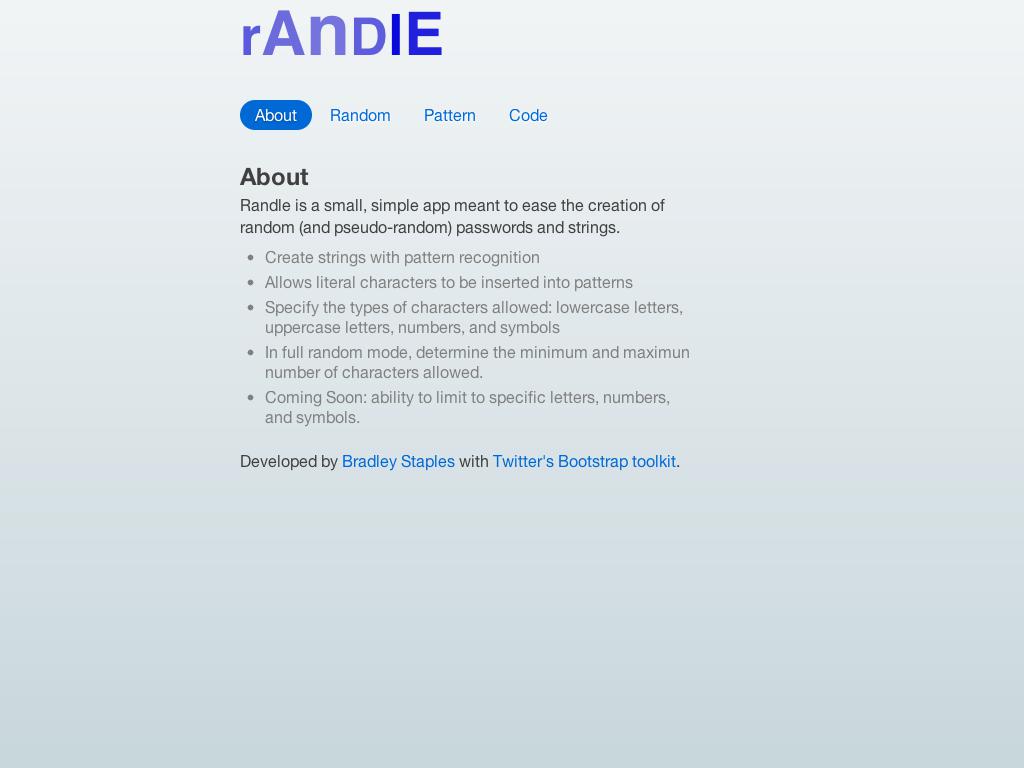 rAnDlE
About Random Pattern Code
About
Randle is a small, simple app meant to ease the creation of
random (and pseudo-random) passwords and strings.
• Create strings with pattern recognition
• Allows literal characters to be inserted into patterns
• Specify the types of characters allowed: lowercase letters,
uppercase letters, numbers, and symbols
• In full random mode, determine the minimum and maximun
number of characters allowed.
• Coming Soon: ability to limit to specific letters, numbers,
and symbols.
Developed by Bradley Staples with Twitter's Bootstrap toolkit.